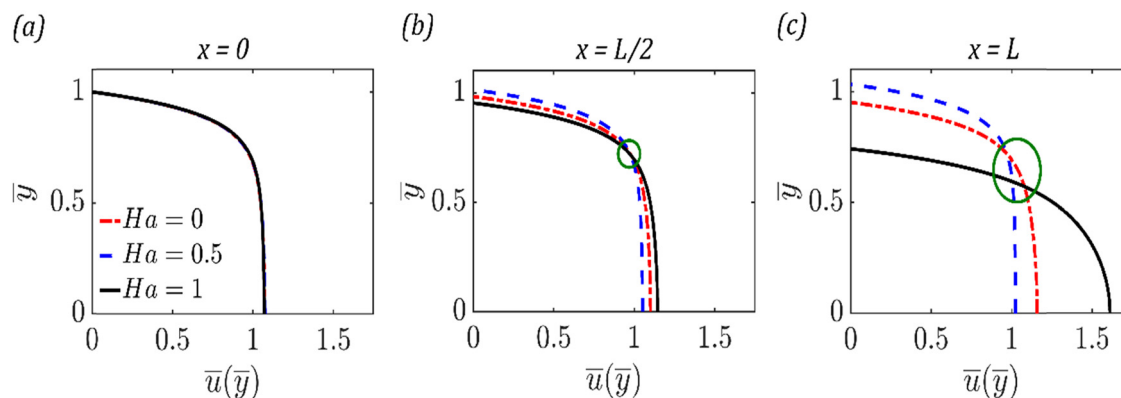 (a)
x = 0
1
0.5
0
y̅
Ha = 0
Ha = 0.5
Ha = 1
0 0.5 1 1.5
u̅(y̅)
(b)
x = L/2
1
0.5
0
y̅
0 0.5 1 1.5
u̅(y̅)
(c)
x = L
1
0.5
0
y̅
0 0.5 1 1.5
u̅(y̅)